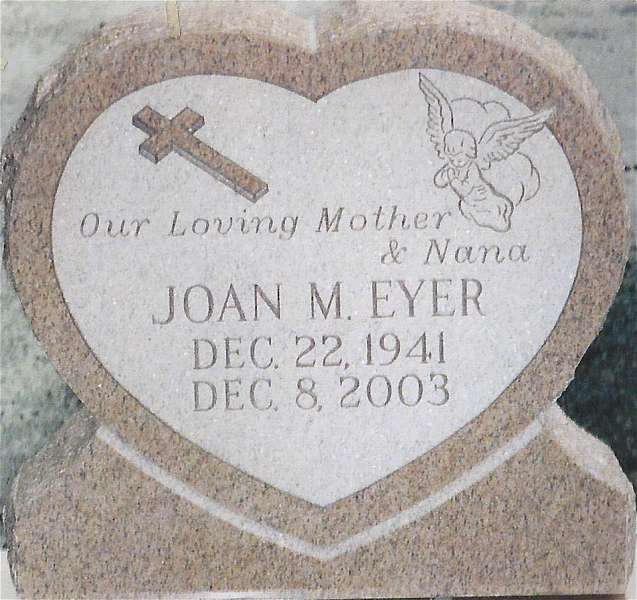 Our Loving Mother
& Nana
JOAN M. EYER
DEC. 22, 1941
DEC. 8, 2003